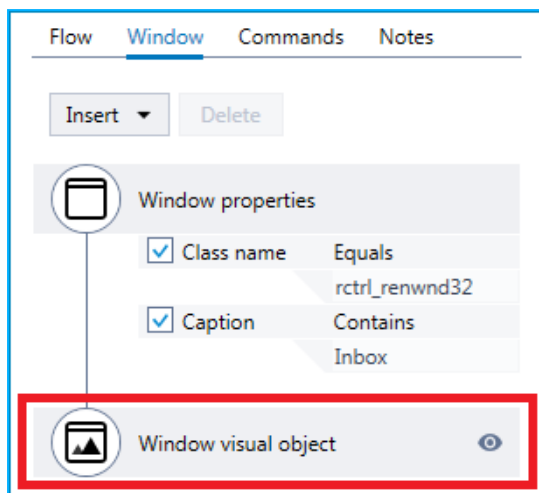 Flow Window Commands Notes
Insert Delete
Window properties
Class name Equals
rctrl_renwnd32
Caption Contains
Inbox
Window visual object